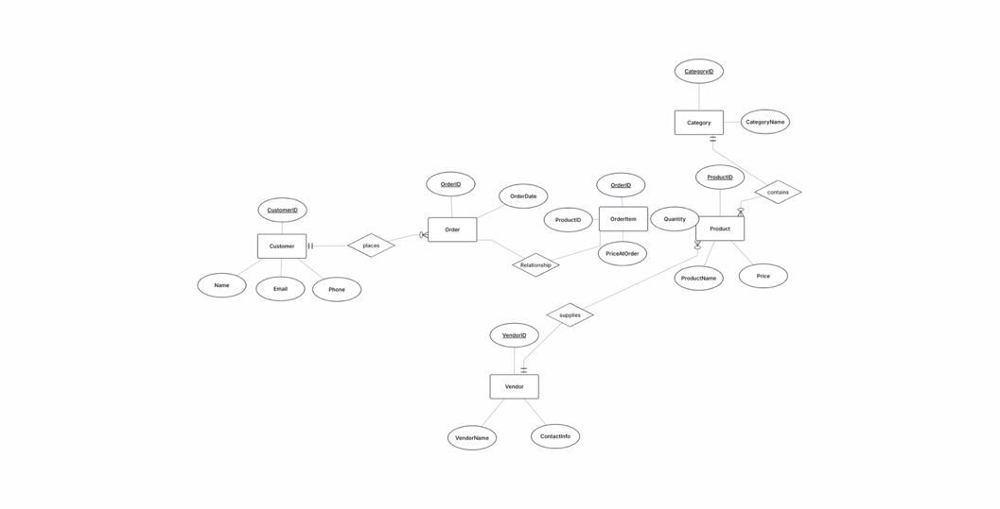 CategoryID
Category
CategoryName
ProductID
contains
OrderID
OrderDate
OrderID
ProductID
OrderItem
Quantity
Product
CustomerID
Customer
places
Order
PriceAtOrder
Relationship
Name
Email
Phone
ProductName
Price
supplies
VendorID
Vendor
VendorName
ContactInfo